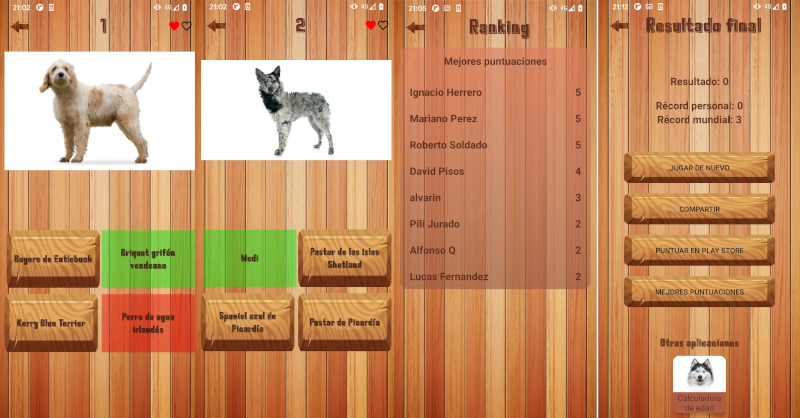 21:02
4G
1
Boyero de Entlebuch
Briquet grifón
vendeano
Kerry Blue Terrier
Perro de agua
irlandés
21:02
4G
2
Mudi
Pastor de las islas
Shetland
Spaniel azul de
Picardía
Pastor de Picardía
21:05
4G
Ranking
Mejores puntuaciones
Ignacio Herrero 5
Mariano Perez 5
Roberto Soldado 5
David Pisos 4
alvarin 3
Pili Jurado 2
Alfonso Q 2
Lucas Fernandez 2
21:12
4G
Resultado final
Resultado: 0
Récord personal: 0
Récord mundial: 3
JUGAR DE NUEVO
COMPARTIR
PUNTUAR EN PLAY STORE
MEJORES PUNTUACIONES
Otras aplicaciones
Calculadora
de edad